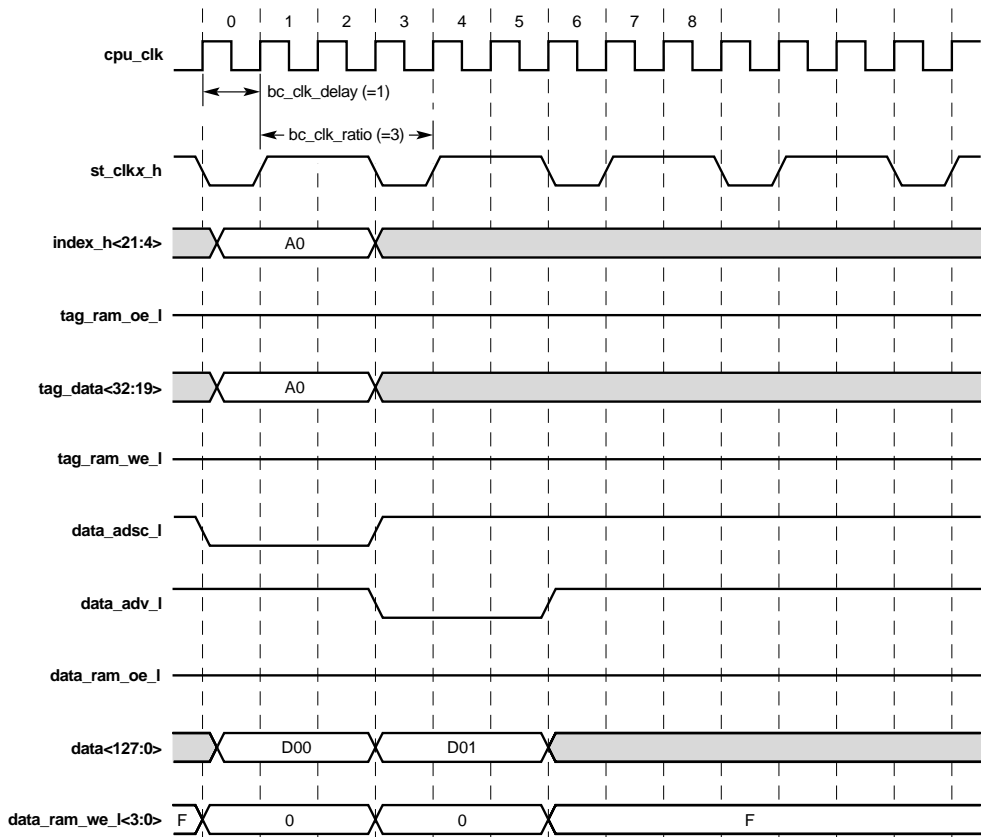 0 1 2 3 4 5 6 7 8
cpu_clk
bc_clk_delay (=1)
bc_clk_ratio (=3)
st_clkx_h
index_h<21:4> A0
tag_ram_oe_l
tag_data<32:19> A0
tag_ram_we_l
data_adsc_l
data_adv_l
data_ram_oe_l
data<127:0> D00 D01
data_ram_we_l<3:0> F 0 0 F